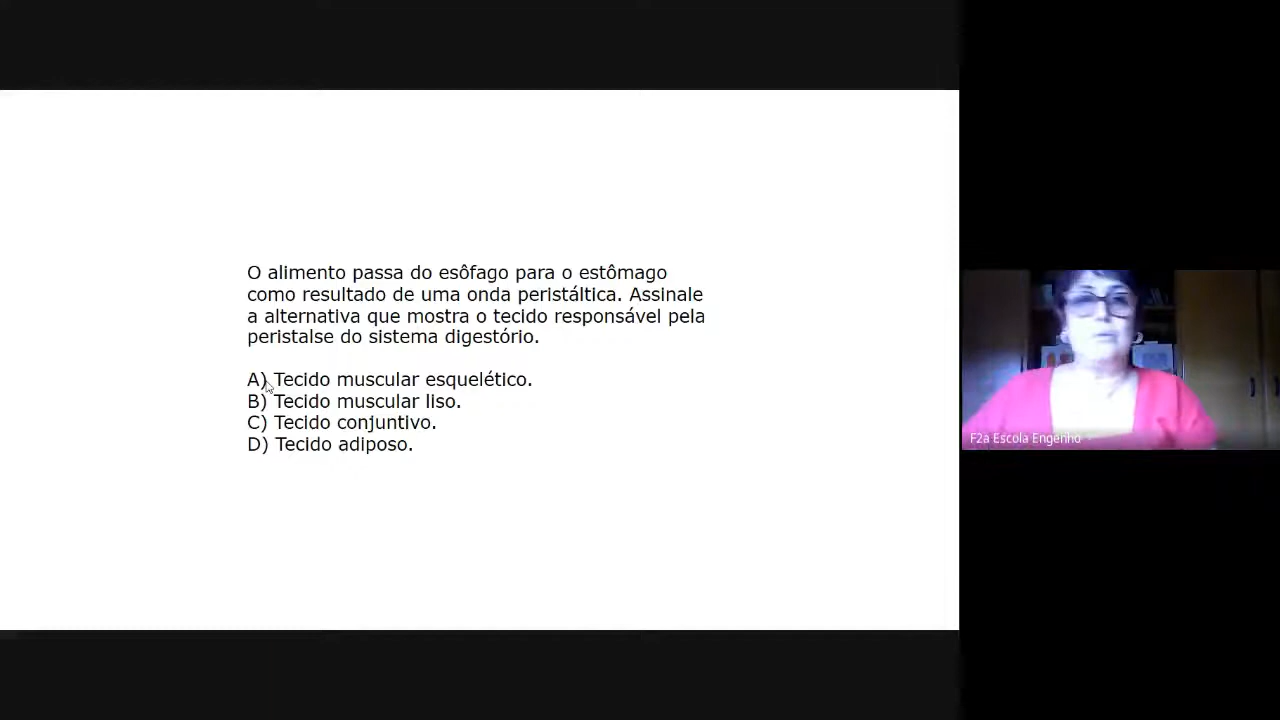 O alimento passa do esôfago para o estômago
como resultado de uma onda peristáltica. Assinale
a alternativa que mostra o tecido responsável pela
peristalse do sistema digestório.
A) Tecido muscular esquelético.
B) Tecido muscular liso.
C) Tecido conjuntivo.
D) Tecido adiposo.
F2a Escola Engenho